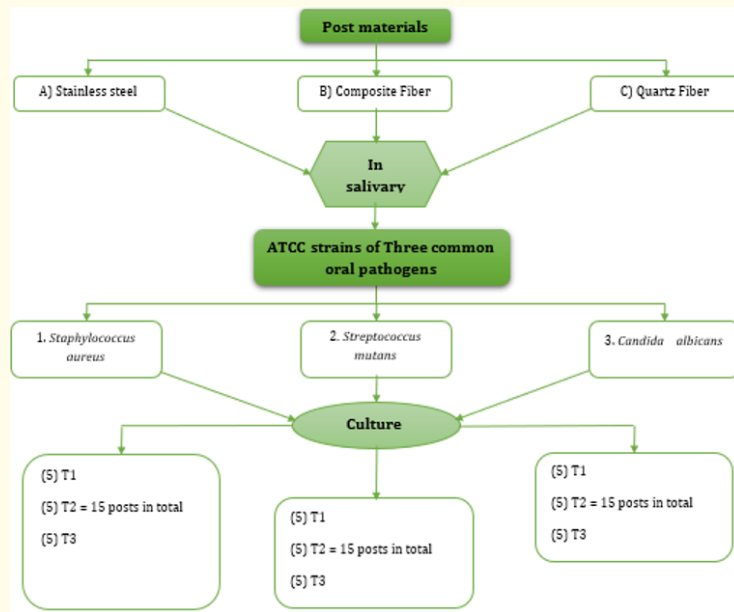 Post materials
A) Stainless steel
B) Composite Fiber
C) Quartz Fiber
In
salivary
ATCC strains of Three common
oral pathogens
1. Staphylococcus
aureus
2. Streptococcus
mutans
3. Candida albicans
Culture
(5) T1
(5) T2 = 15 posts in total
(5) T3
(5) T1
(5) T2 = 15 posts in total
(5) T3
(5) T1
(5) T2 = 15 posts in total
(5) T3